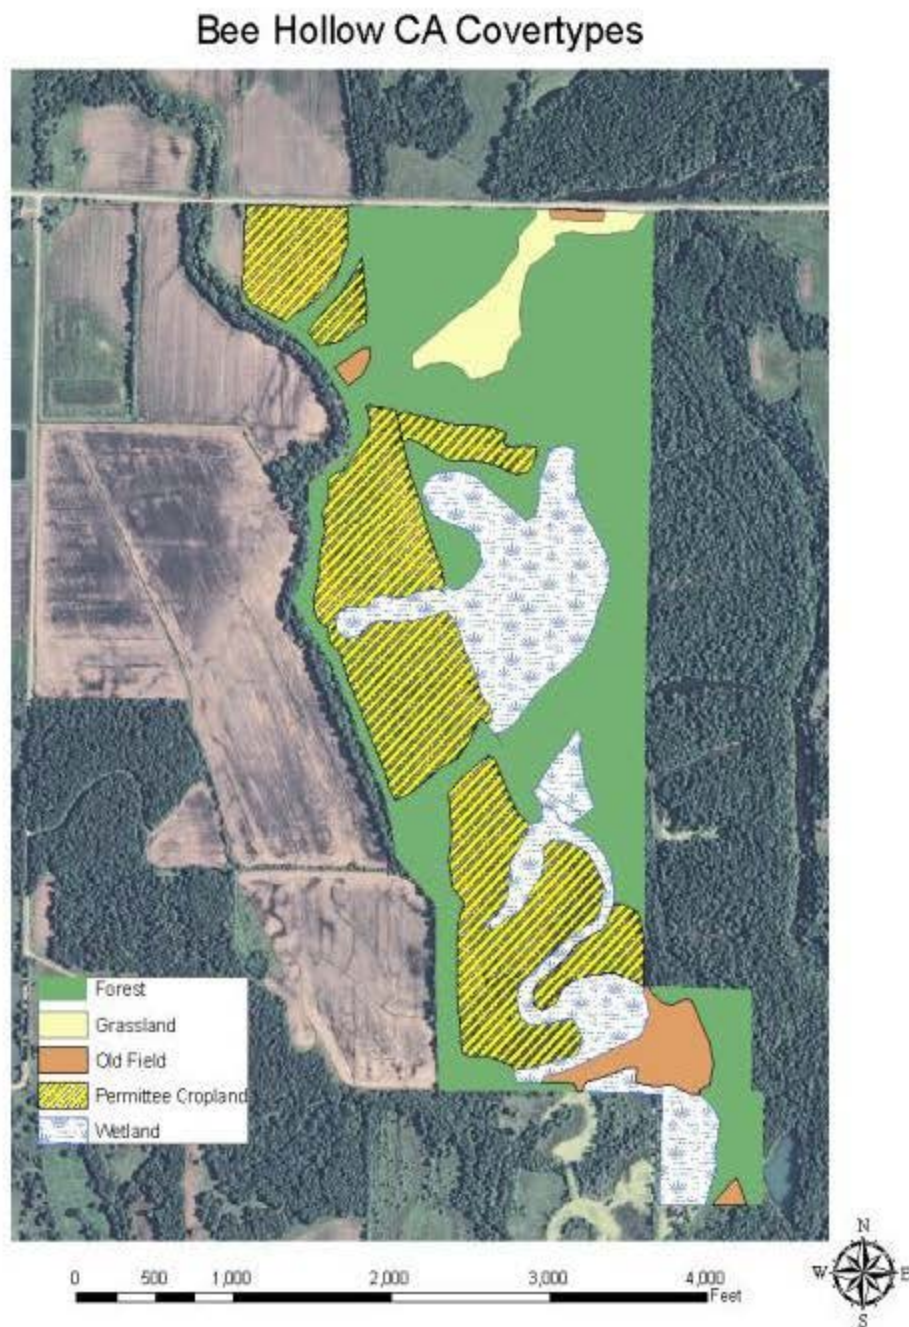 Bee Hollow CA Covertypes
Forest
Grassland
Old Field
Permittee Cropland
Wetland
0 500 1,000 2,000 3,000 4,000
Feet
N
W E
S